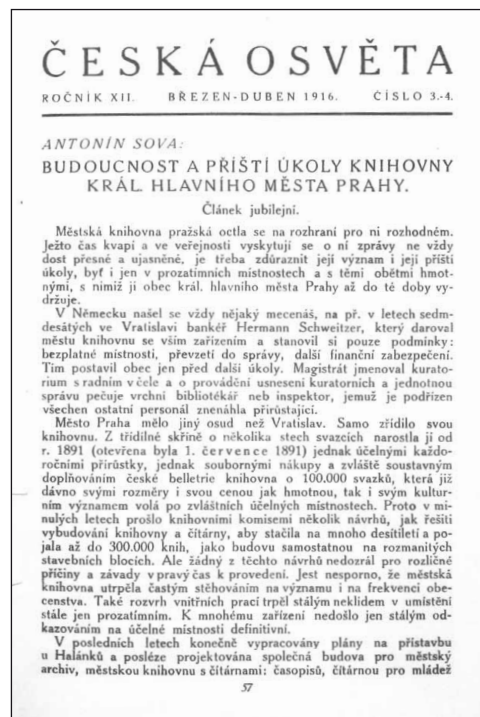 ČESKÁ OSVĚTA
ROČNÍK XII. BŘEZEN-DUBEN 1916. ČÍSLO 3.-4.
ANTONÍN SOVA:
BUDOUCNOST A PŘÍŠTÍ ÚKOLY KNIHOVNY
KRÁL. HLAVNÍHO MĚSTA PRAHY.
Článek jubilejní.
Městská knihovna pražská octla se na rozhraní pro ni rozhodném.
Ježto čas kvapí a ve veřejnosti vyskytují se o ní zprávy ne vždy
dost přesné a ujasněné, je třeba zdůraznit její význam i její příští
úkoly, byť i jen v prozatímních místnostech a s těmi obětmi hmot-
nými, s nimiž ji obec král. hlavního města Prahy až do té doby vy-
držuje.
V Německu našel se vždy nějaký mecenáš, na př. v letech sedm-
desátých ve Vratislavi bankéř Hermann Schweitzer, který daroval
městu knihovnu se vším zařízením a stanovil si pouze podmínky:
bezplatné místnosti, převzetí do správy, další finanční zabezpečení.
Tím postavil obec jen před další úkoly. Magistrát jmenoval kurato-
rium s radním v čele a o provádění usnesení kuratorních a jednotnou
správu pečuje vrchní bibliotékář neb inspektor, jemuž je podřízen
všechen ostatní personál znenáhla přirůstající.
Město Praha mělo jiný osud než Vratislav. Samo zřídilo svou
knihovnu. Z třídílné skříně o několika stech svazcích narostla jí od
r. 1891 (otevřena byla 1. července 1891) jednak účelnými každo-
ročními přírůstky, jednak soubornými nákupy a zvláště soustavným
doplňováním české belletrie knihovna o 100.000 svazků, která již
dávno svými rozměry i svou cenou jak hmotnou, tak i svým kultur-
ním významem volá po zvláštních účelných místnostech. Proto v mi-
nulých letech prošlo knihovními komisemi několik návrhů, jak řešiti
vybudování knihovny a čítárny, aby stačila na mnoho desítiletí a po-
jala až do 300.000 knih, jako budovu samostatnou na rozmanitých
stavebních blocích. Ale žádný z těchto návrhů nedozrál pro rozličné
příčiny a závady v pravý čas k provedení. Jest nesporno, že městská
knihovna utrpěla častým stěhováním na významu i na frekvenci obe-
censtva. Také rozvrh vnitřních prací trpěl stálým neklidem v umístění
stále jen prozatímním. K mnohému zařízení nedošlo jen stálým od-
kazováním na účelné místnosti definitivní.
V posledních letech konečně vypracovány plány na přístavbu
u Halánků a posléze projektována společná budova pro městský
archiv, městskou knihovnu s čítárnami: časopisů, čítárnou pro mládež
57